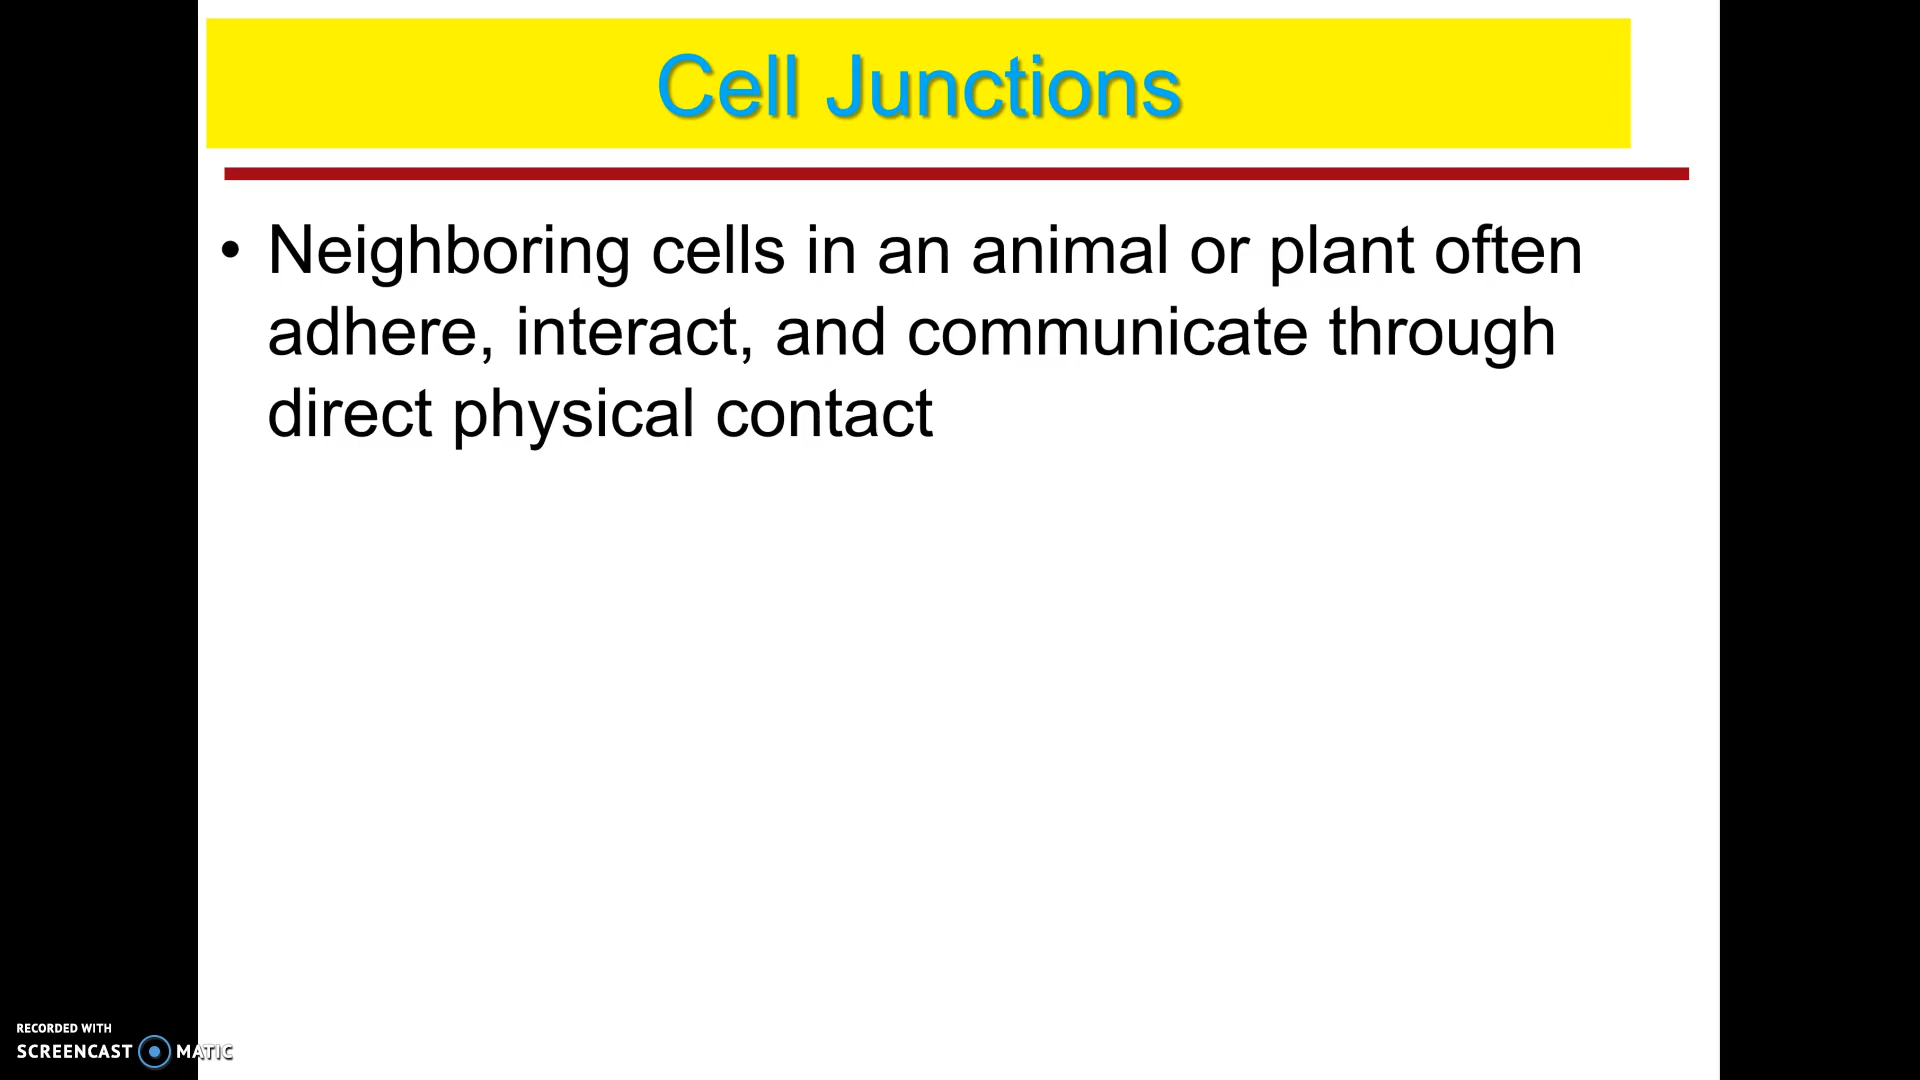 Cell Junctions
• Neighboring cells in an animal or plant often
adhere, interact, and communicate through
direct physical contact
RECORDED WITH
SCREENCAST MATIC